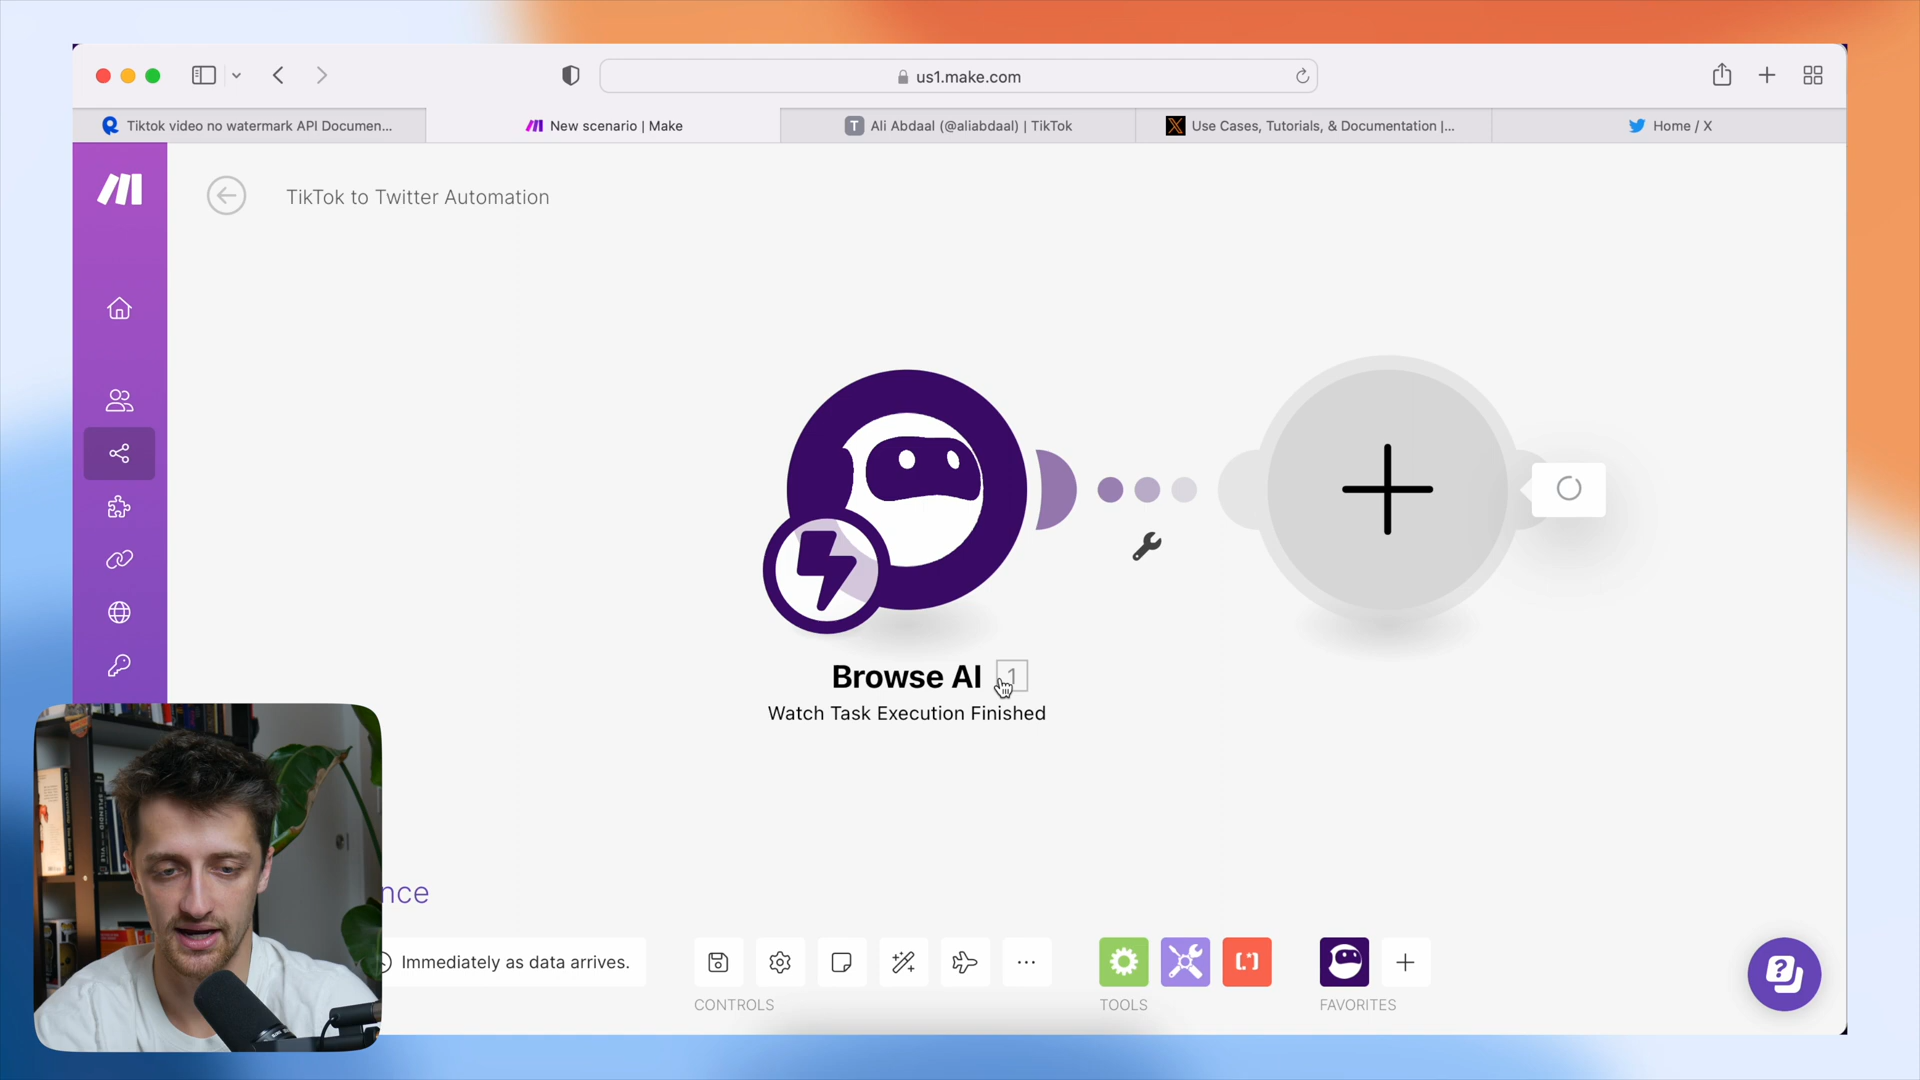 us1.make.com
Tiktok video no watermark API Documen...
New scenario | Make
T
Ali Abdaal (@aliabdaal) | TikTok
Use Cases, Tutorials, & Documentation |...
Home / X
TikTok to Twitter Automation
Browse AI
1
Watch Task Execution Finished
nce
Immediately as data arrives.
CONTROLS
TOOLS
FAVORITES